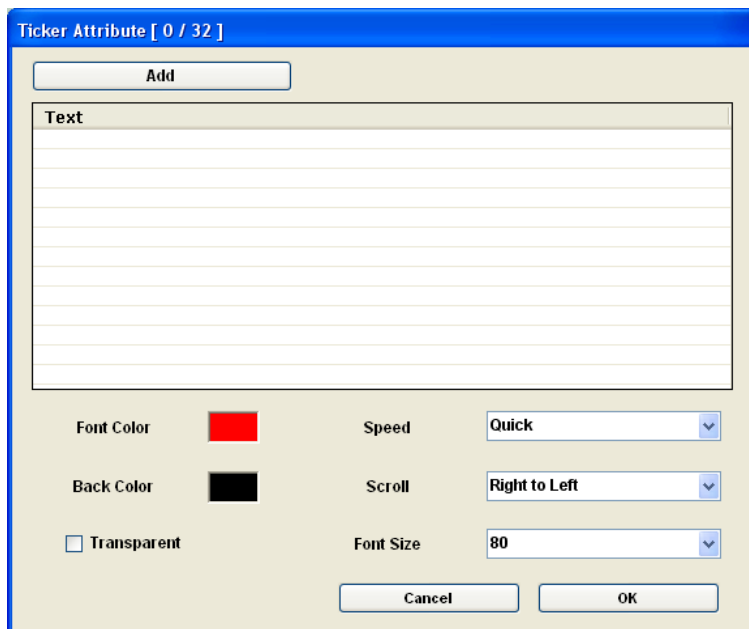 Ticker Attribute [ 0 / 32 ]
Add
Text
Font Color
Speed
Quick
Back Color
Scroll
Right to Left
Transparent
Font Size
80
Cancel
OK